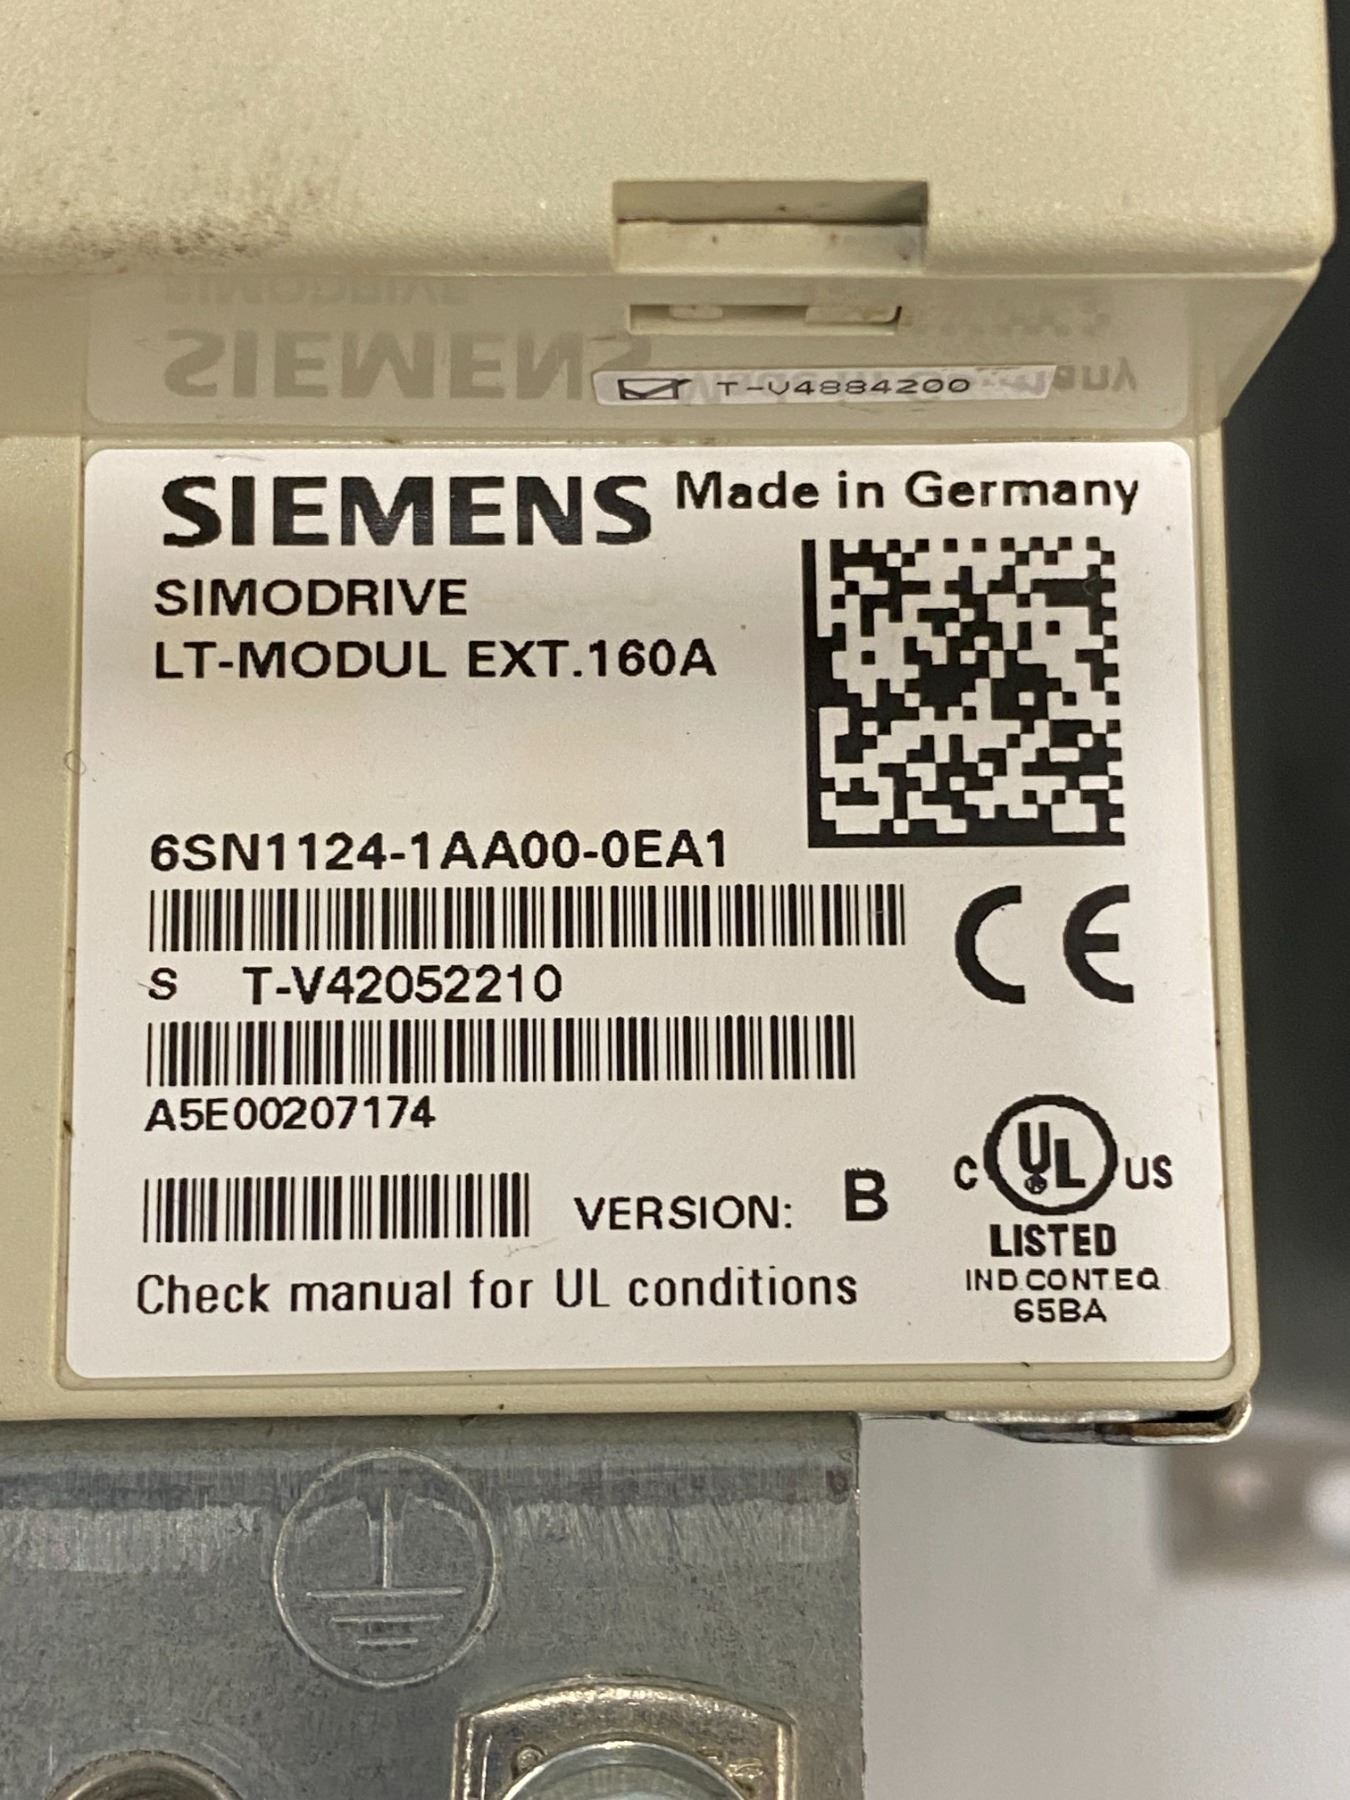 T-V4884200
SIEMENS Made in Germany
SIMODRIVE
LT-MODUL EXT.160A
6SN1124-1AA00-0EA1
S T-V42052210
A5E00207174
VERSION: B
Check manual for UL conditions
CE
C UL US
LISTED
IND.CONT.EQ.
65BA